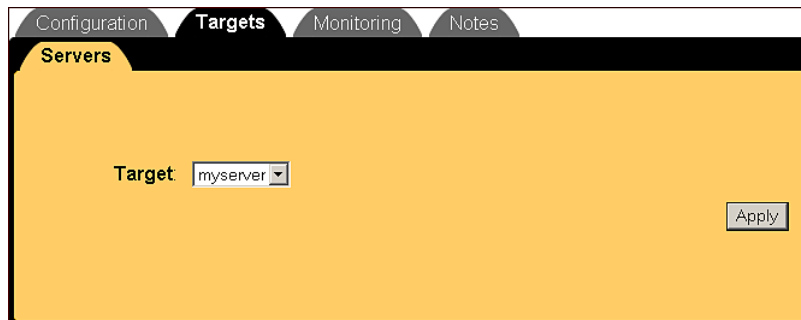 Configuration Targets Monitoring Notes
Servers
Target: myserver
Apply